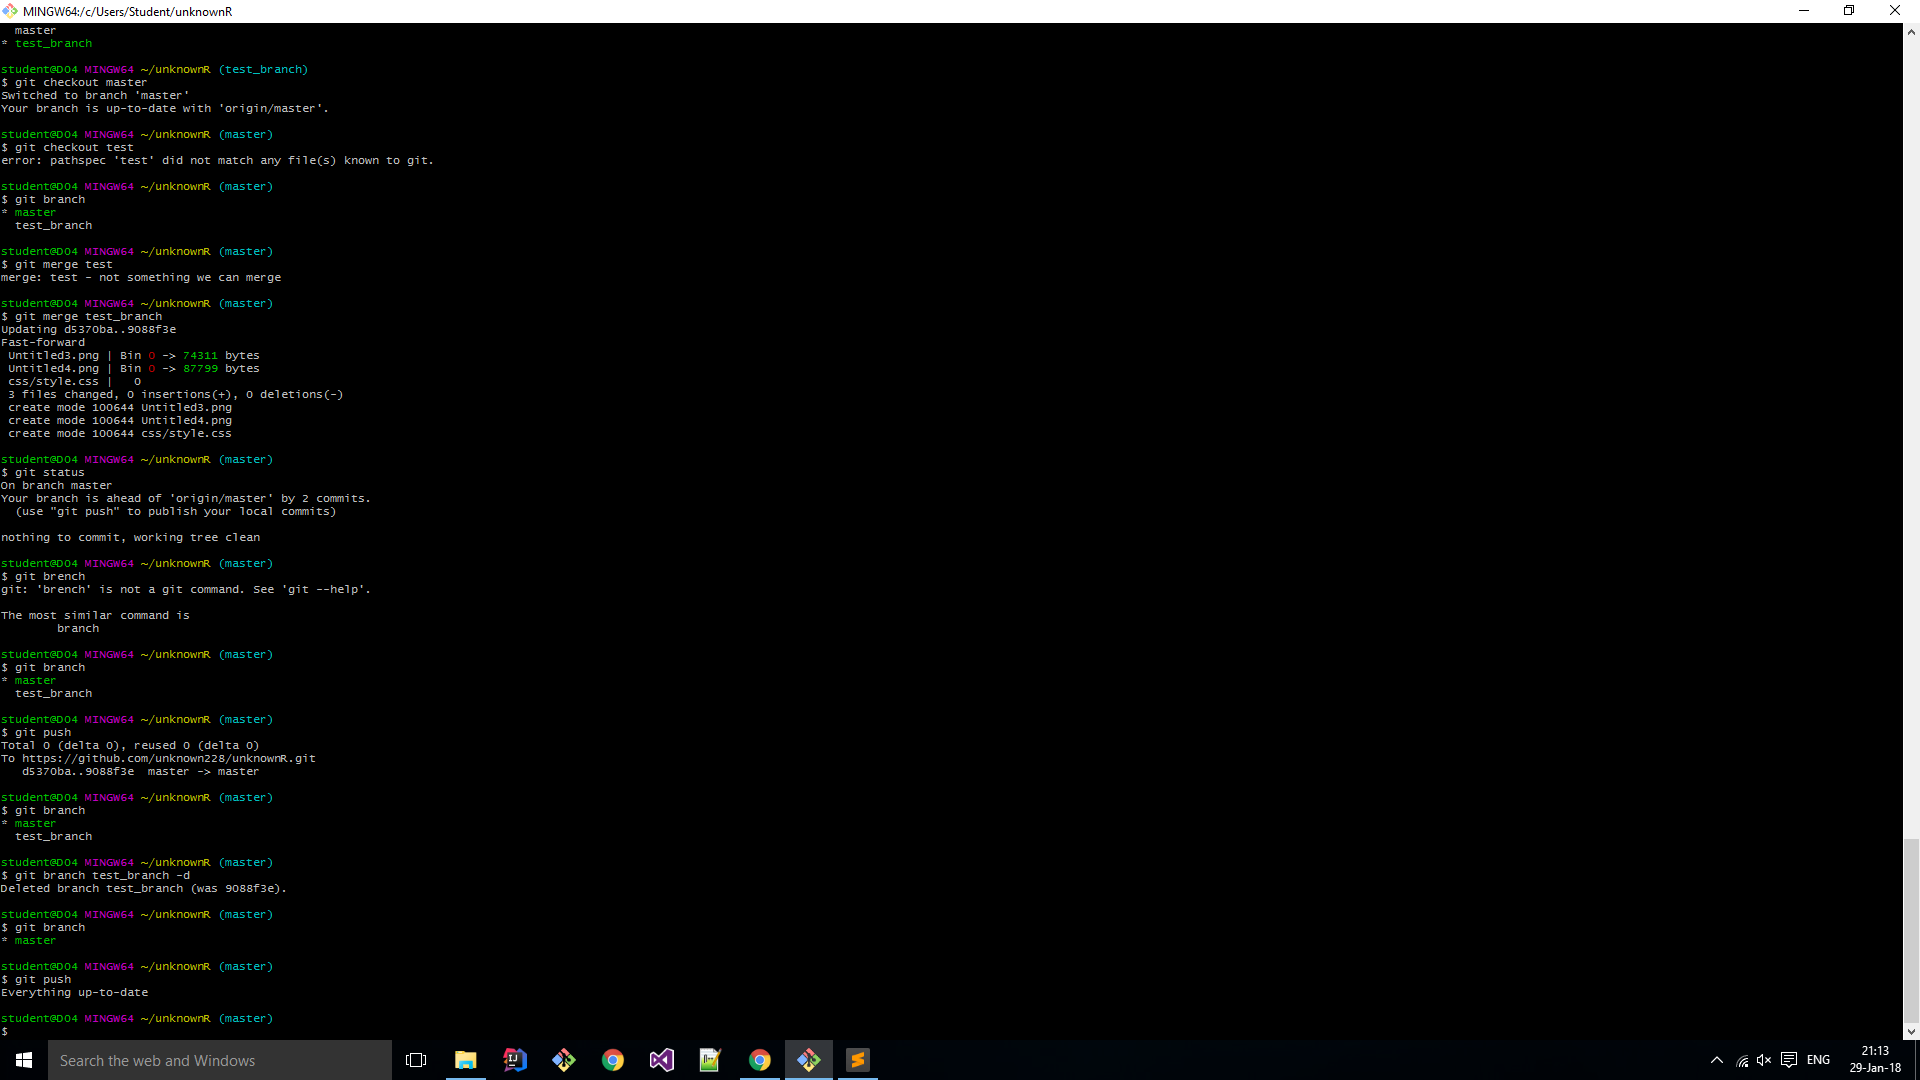 MINGW64:/c/Users/Student/unknownR
  master
* test_branch
student@D04 MINGW64 ~/unknownR (test_branch)
$ git checkout master
Switched to branch 'master'
Your branch is up-to-date with 'origin/master'.
student@D04 MINGW64 ~/unknownR (master)
$ git checkout test
error: pathspec 'test' did not match any file(s) known to git.
student@D04 MINGW64 ~/unknownR (master)
$ git branch
* master
  test_branch
student@D04 MINGW64 ~/unknownR (master)
$ git merge test
merge: test - not something we can merge
student@D04 MINGW64 ~/unknownR (master)
$ git merge test_branch
Updating d5370ba..9088f3e
Fast-forward
 Untitled3.png | Bin 0 -> 74311 bytes
 Untitled4.png | Bin 0 -> 87799 bytes
 css/style.css |   0
 3 files changed, 0 insertions(+), 0 deletions(-)
 create mode 100644 Untitled3.png
 create mode 100644 Untitled4.png
 create mode 100644 css/style.css
student@D04 MINGW64 ~/unknownR (master)
$ git status
On branch master
Your branch is ahead of 'origin/master' by 2 commits.
  (use "git push" to publish your local commits)
nothing to commit, working tree clean
student@D04 MINGW64 ~/unknownR (master)
$ git brench
git: 'brench' is not a git command. See 'git --help'.
The most similar command is
        branch
student@D04 MINGW64 ~/unknownR (master)
$ git branch
* master
  test_branch
student@D04 MINGW64 ~/unknownR (master)
$ git push
Total 0 (delta 0), reused 0 (delta 0)
To https://github.com/unknown228/unknownR.git
   d5370ba..9088f3e  master -> master
student@D04 MINGW64 ~/unknownR (master)
$ git branch
* master
  test_branch
student@D04 MINGW64 ~/unknownR (master)
$ git branch test_branch -d
Deleted branch test_branch (was 9088f3e).
student@D04 MINGW64 ~/unknownR (master)
$ git branch
* master
student@D04 MINGW64 ~/unknownR (master)
$ git push
Everything up-to-date
student@D04 MINGW64 ~/unknownR (master)
$
Search the web and Windows
ENG
21:13
29-Jan-18